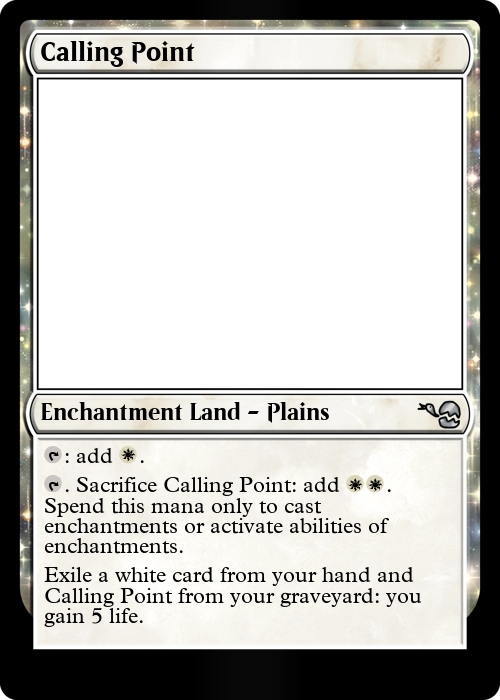 Calling Point
Enchantment Land – Plains
: add .
. Sacrifice Calling Point: add .
Spend this mana only to cast
enchantments or activate abilities of
enchantments.
Exile a white card from your hand and
Calling Point from your graveyard: you
gain 5 life.